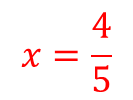 x = 4/5